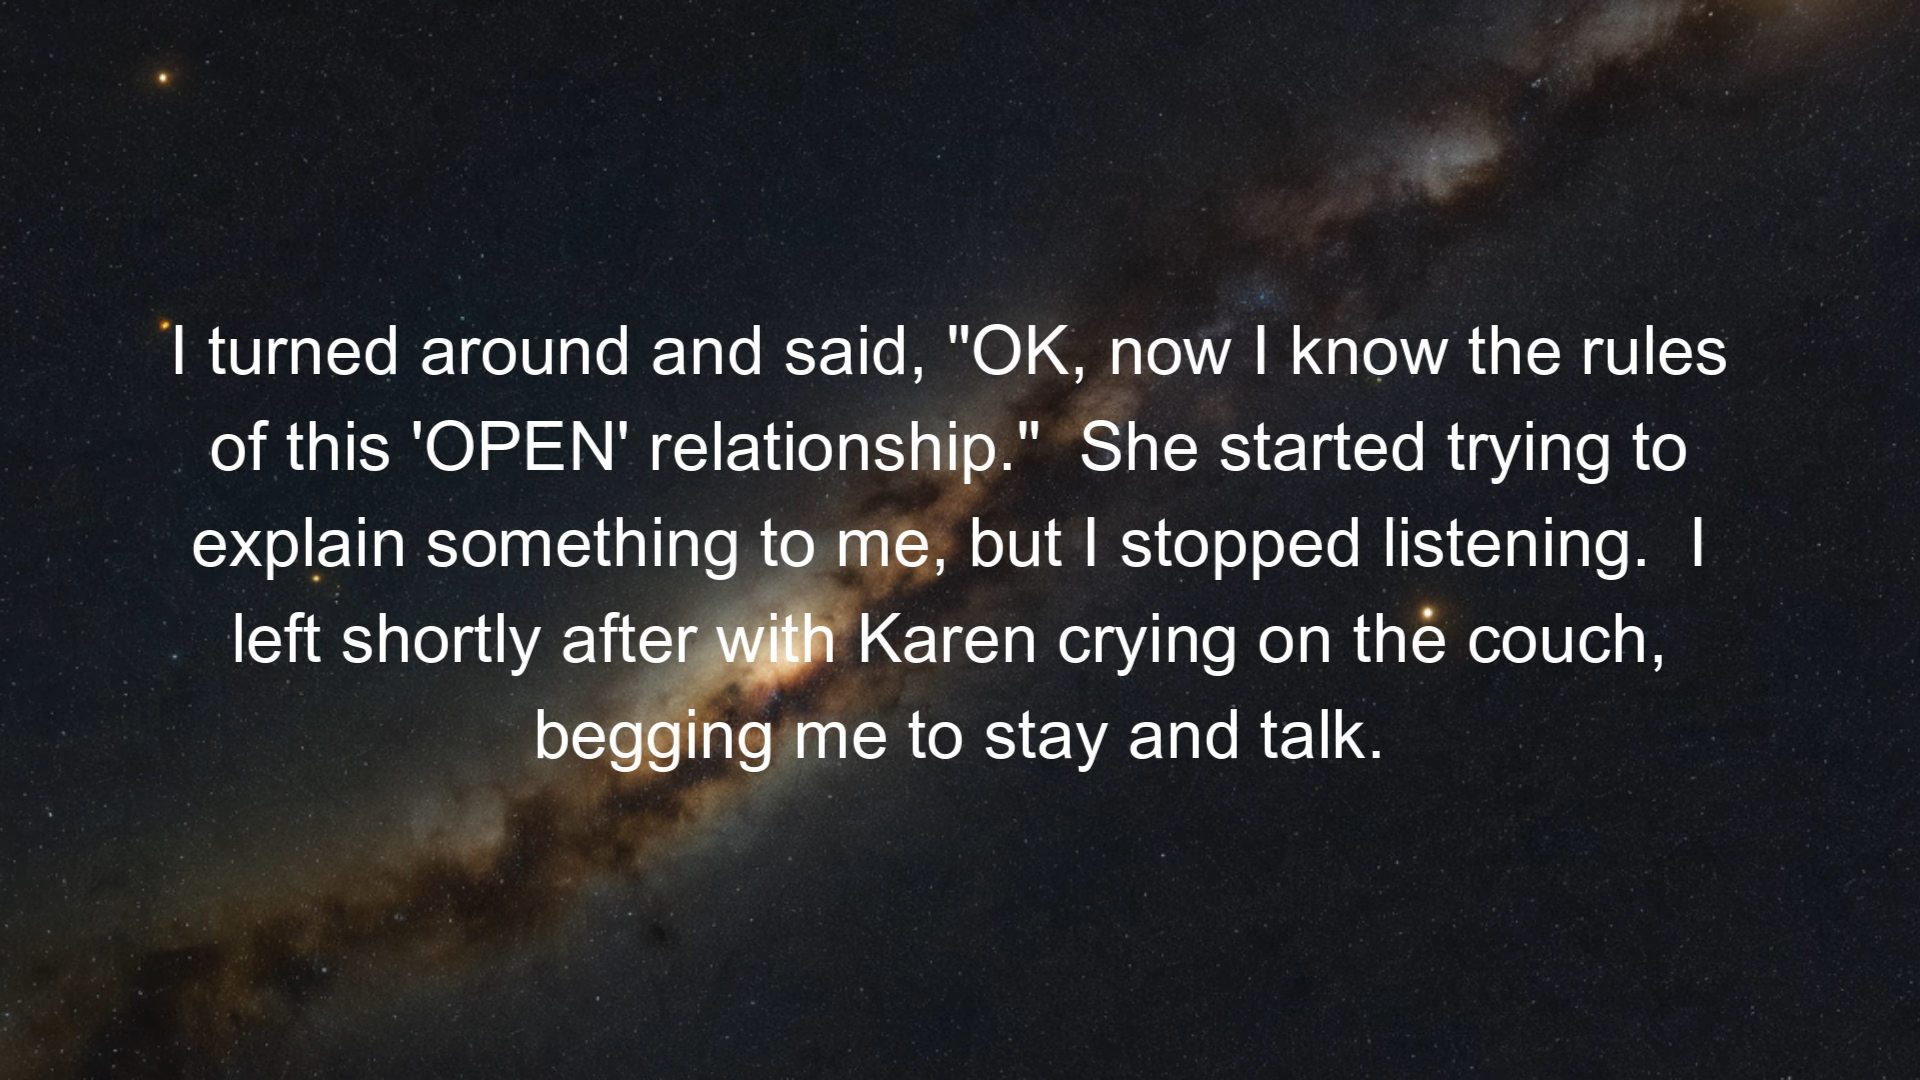 I turned around and said, "OK, now I know the rules
of this 'OPEN' relationship."  She started trying to
explain something to me, but I stopped listening.  I
left shortly after with Karen crying on the couch,
begging me to stay and talk.